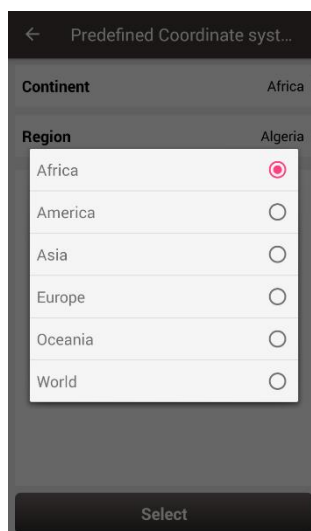 Predefined Coordinate syst...
Continent Africa
Region Algeria
Africa
America
Asia
Europe
Oceania
World
Select